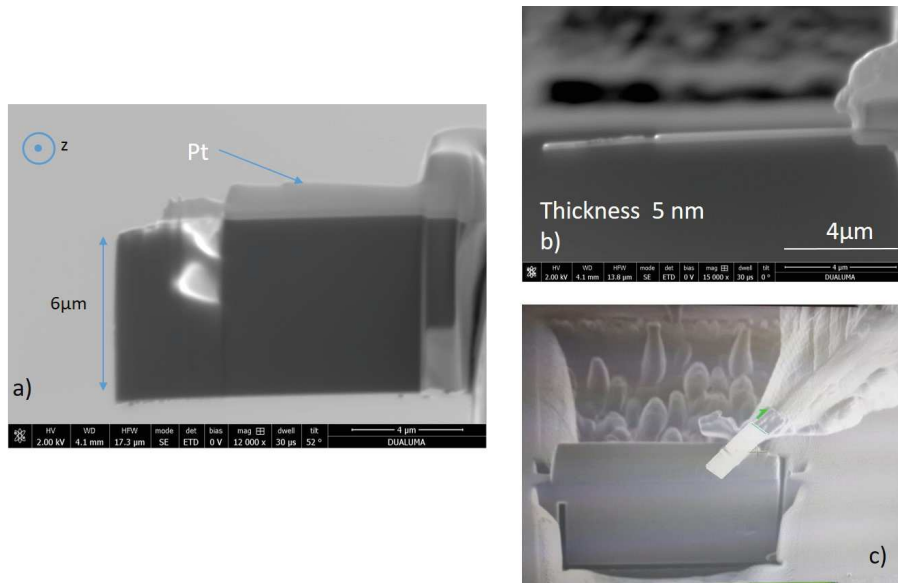 z
Pt
6µm
a)
HV WD HFW mode det bias mag dwell tilt
2.00 kV 4.1 mm 17.3 µm SE ETD 0 V 12 000 x 30 µs 52 °
4 µm
DUALUMA
Thickness 5 nm
b)
4µm
HV WD HFW mode det bias mag dwell tilt
2.00 kV 4.1 mm 13.8 µm SE ETD 0 V 15 000 x 30 µs 0 °
4 µm
DUALUMA
c)